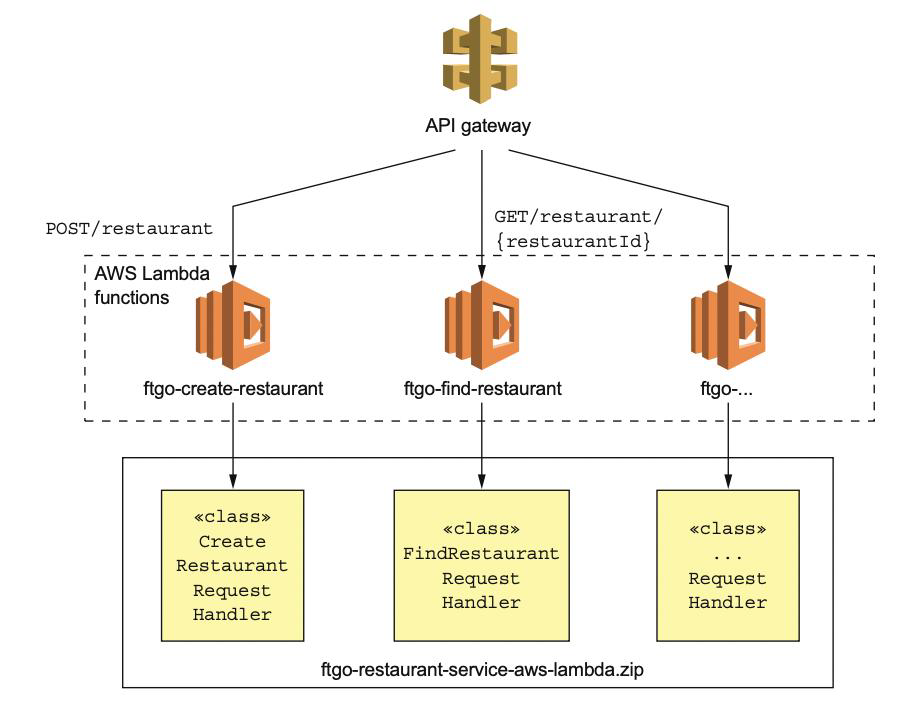 API gateway
POST/restaurant
GET/restaurant/
{restaurantId}
AWS Lambda
functions
ftgo-create-restaurant
ftgo-find-restaurant
ftgo-...
«class»
Create
Restaurant
Request
Handler
«class»
FindRestaurant
Request
Handler
«class»
...
Request
Handler
ftgo-restaurant-service-aws-lambda.zip